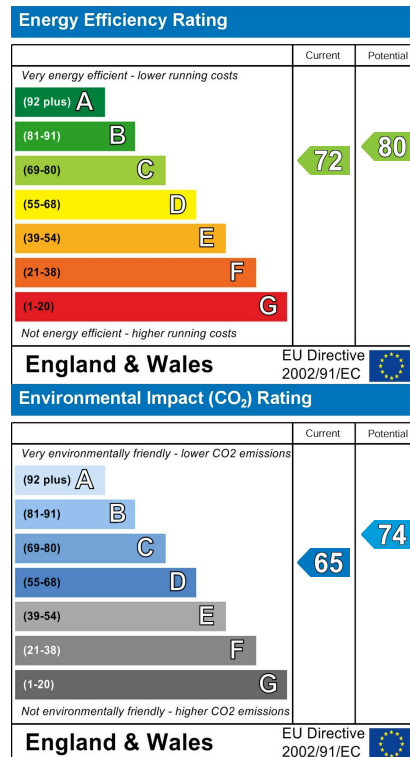 Energy Efficiency Rating
Current Potential
Very energy efficient - lower running costs
(92 plus) A
(81-91) B
(69-80) C
(55-68) D
(39-54) E
(21-38) F
(1-20) G
72
80
Not energy efficient - higher running costs
England & Wales
EU Directive
2002/91/EC
Environmental Impact (CO₂) Rating
Current Potential
Very environmentally friendly - lower CO2 emissions
(92 plus) A
(81-91) B
(69-80) C
(55-68) D
(39-54) E
(21-38) F
(1-20) G
65
74
Not environmentally friendly - higher CO2 emissions
England & Wales
EU Directive
2002/91/EC